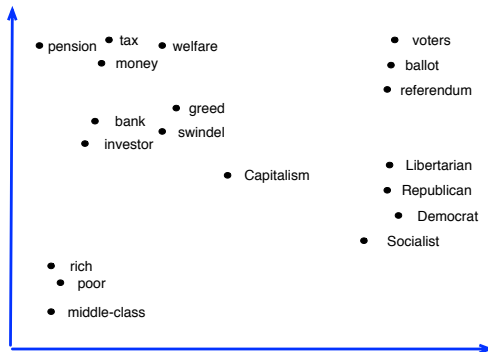 pension
tax
welfare
money
greed
bank
swindel
investor
Capitalism
rich
poor
middle-class
voters
ballot
referendum
Libertarian
Republican
Democrat
Socialist